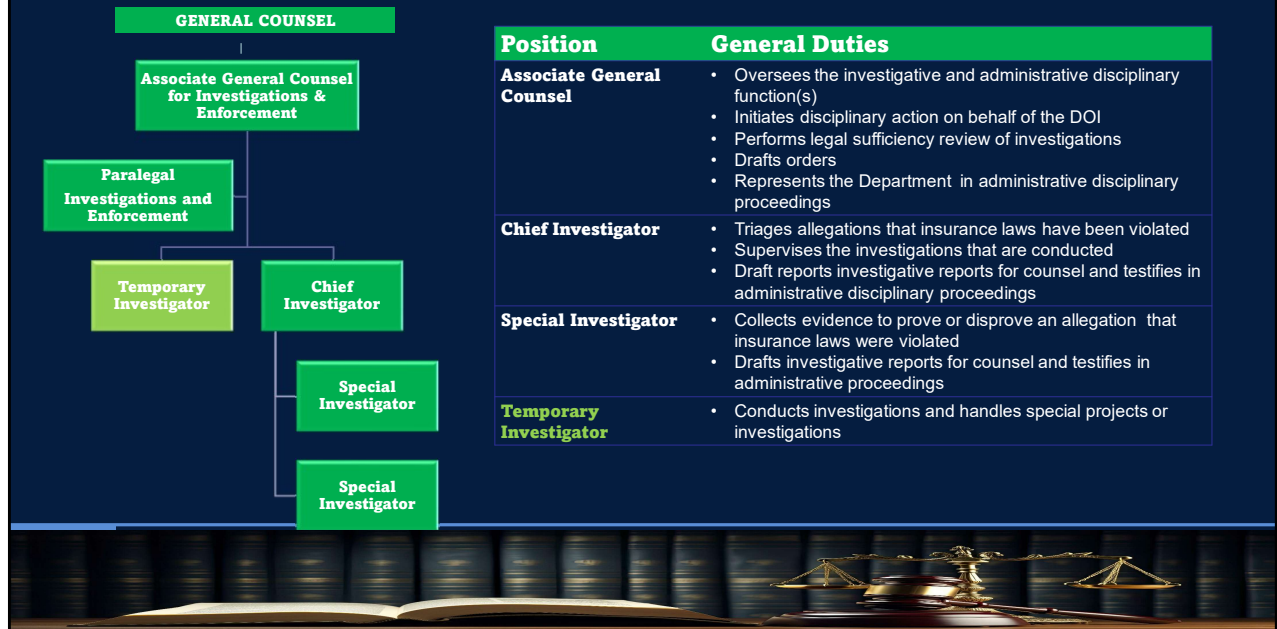 GENERAL COUNSEL
Associate General Counsel
for Investigations &
Enforcement
Paralegal
Investigations and
Enforcement
Temporary
Investigator
Chief
Investigator
Special
Investigator
Special
Investigator
Position General Duties
Associate General
Counsel
• Oversees the investigative and administrative disciplinary
function(s)
• Initiates disciplinary action on behalf of the DOI
• Performs legal sufficiency review of investigations
• Drafts orders
• Represents the Department in administrative disciplinary
proceedings
Chief Investigator
• Triages allegations that insurance laws have been violated
• Supervises the investigations that are conducted
• Draft reports investigative reports for counsel and testifies in
administrative disciplinary proceedings
Special Investigator
• Collects evidence to prove or disprove an allegation that
insurance laws were violated
• Drafts investigative reports for counsel and testifies in
administrative proceedings
Temporary
Investigator
• Conducts investigations and handles special projects or
investigations